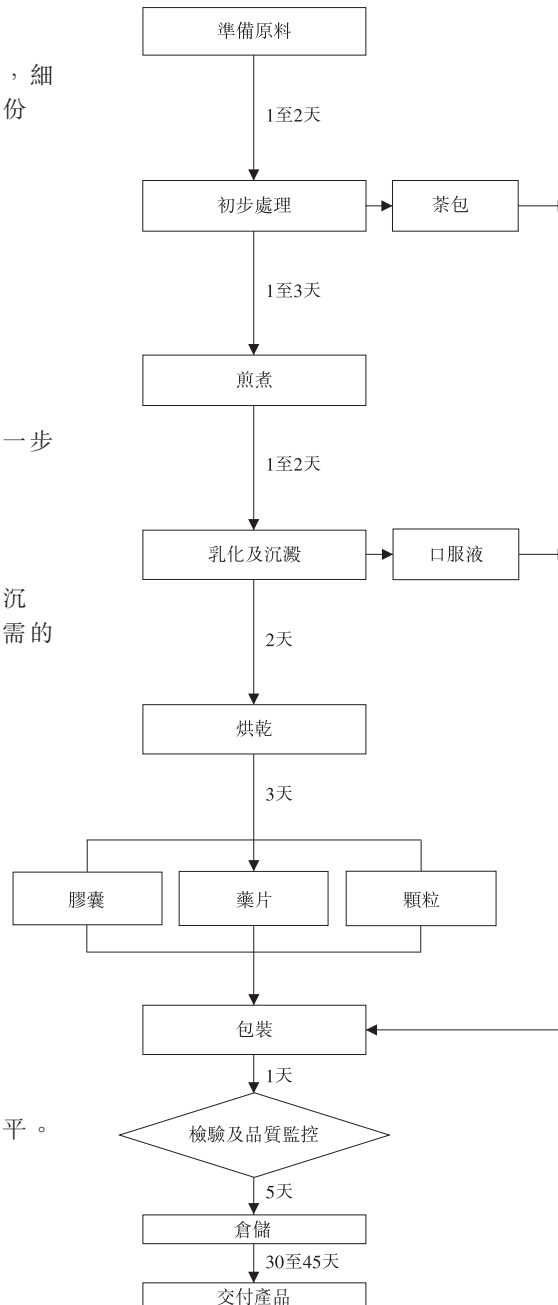 準備原料
，細
份
1至2天
初步處理
茶包
1至3天
煎煮
一步
1至2天
乳化及沉澱
口服液
沉
需的
2天
烘乾
3天
膠囊
藥片
顆粒
包裝
1天
平。
檢驗及品質監控
5天
倉儲
30至45天
交付產品